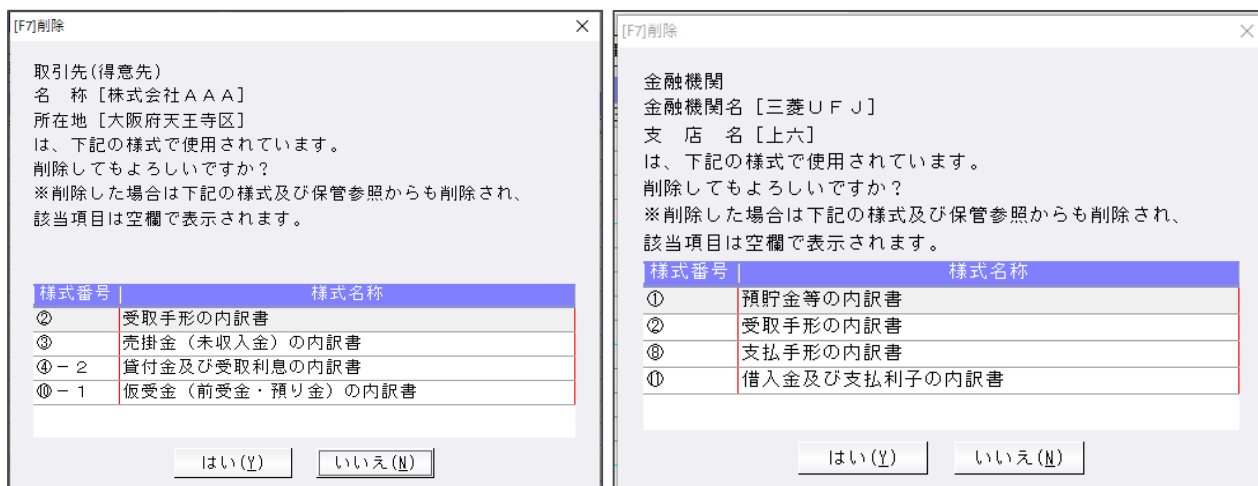 [F7]削除
取引先(得意先)
名　称 [株式会社ＡＡＡ]
所在地 [大阪府天王寺区]
は、下記の様式で使用されています。
削除してもよろしいですか？
※削除した場合は下記の様式及び保管参照からも削除され、
該当項目は空欄で表示されます。
様式番号 様式名称
② 受取手形の内訳書
③ 売掛金（未収入金）の内訳書
④－２ 貸付金及び受取利息の内訳書
⑩－１ 仮受金（前受金・預り金）の内訳書
はい(Y) いいえ(N)
[F7]削除
金融機関
金融機関名 [三菱ＵＦＪ]
支　店　名 [上六]
は、下記の様式で使用されています。
削除してもよろしいですか？
※削除した場合は下記の様式及び保管参照からも削除され、
該当項目は空欄で表示されます。
様式番号 様式名称
① 預貯金等の内訳書
② 受取手形の内訳書
⑧ 支払手形の内訳書
⑪ 借入金及び支払利子の内訳書
はい(Y) いいえ(N)